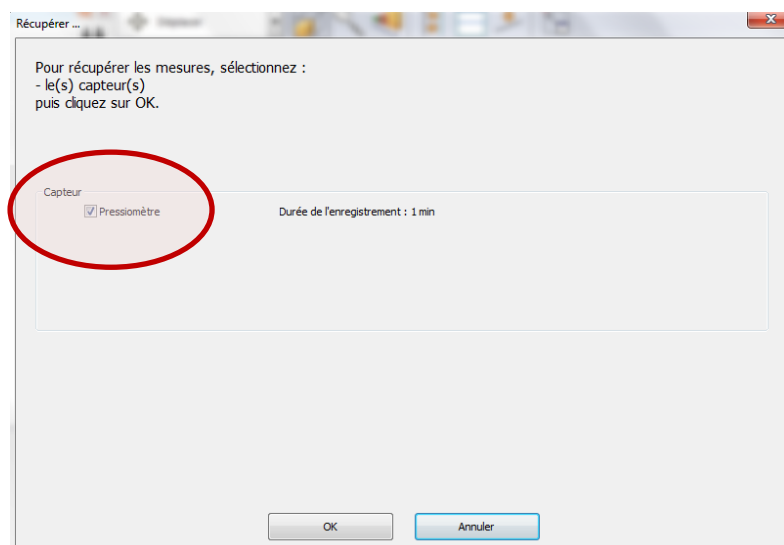 Récupérer ...
Déplacer
Pour récupérer les mesures, sélectionnez :
- le(s) capteur(s)
puis cliquez sur OK.
Capteur
Pressiomètre
Durée de l'enregistrement : 1 min
OK
Annuler